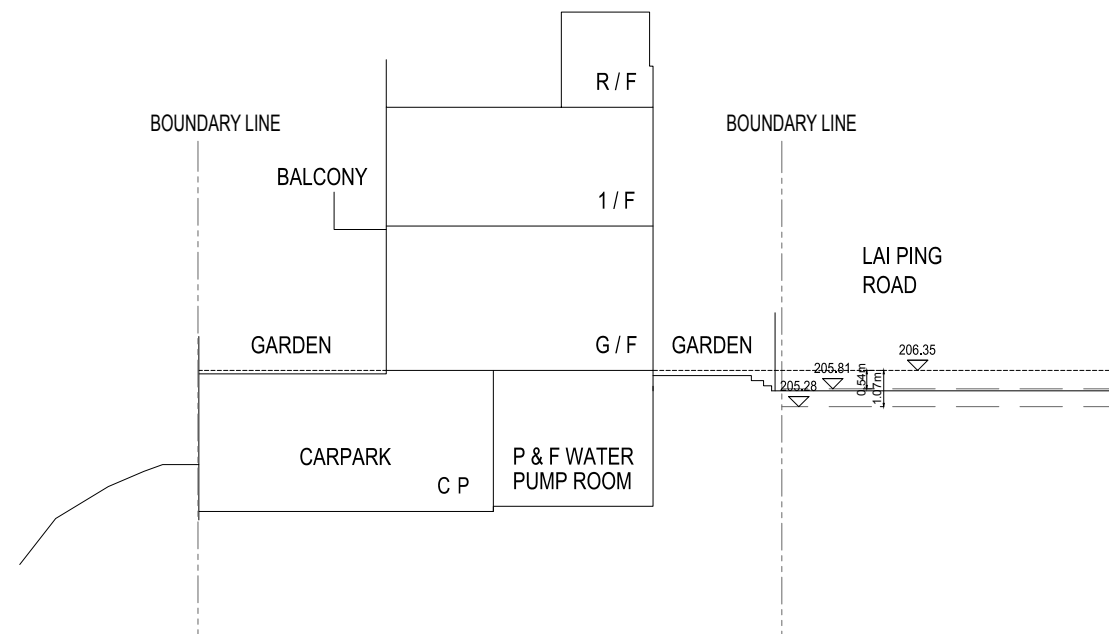 R / F
BOUNDARY LINE
BOUNDARY LINE
BALCONY
1 / F
LAI PING
ROAD
GARDEN
G / F
GARDEN
206.35
205.81
0.54m
1.07m
205.28
CARPARK
C P
P & F WATER
PUMP ROOM